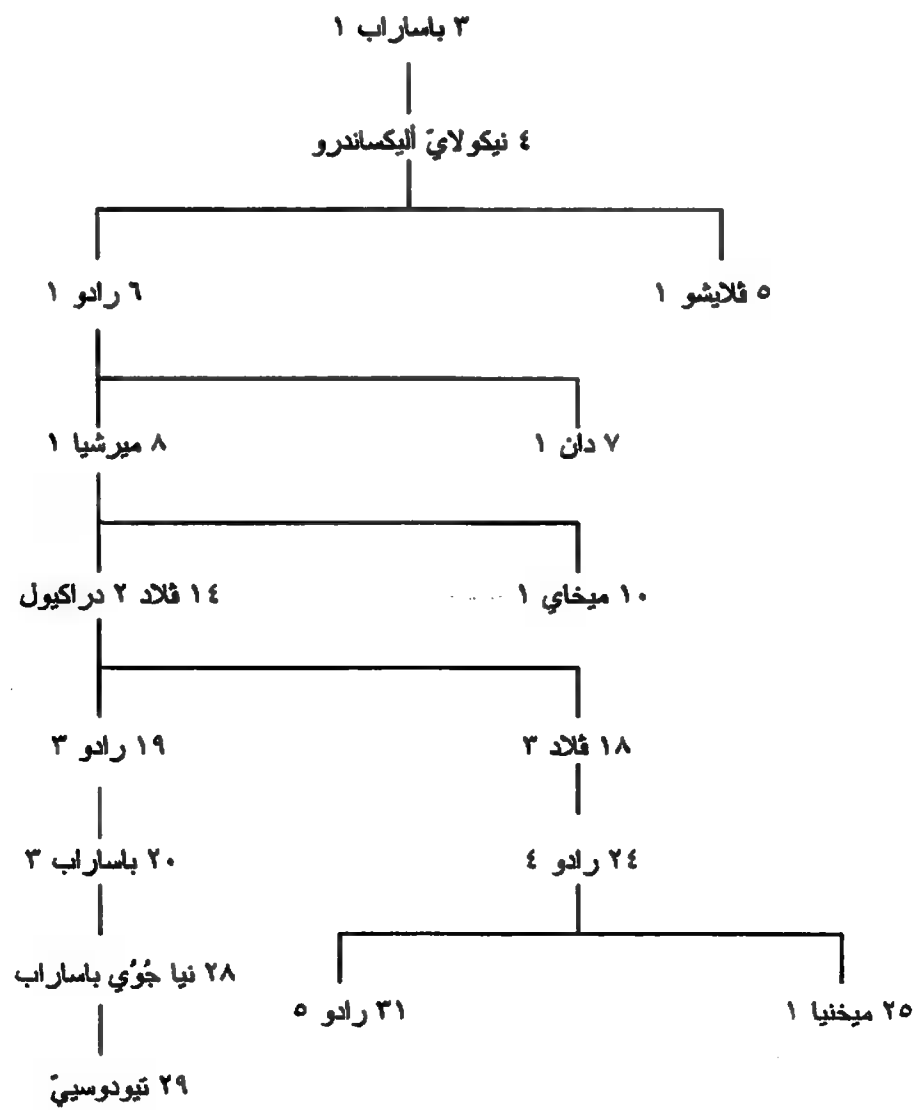 ٣ باساراب ١
٤ نيكولايّ أليكساندرو
٥ ڤلايشو ١
٦ رادو ١
٧ دان ١
٨ ميرشيا ١
١٠ ميخاي ١
١٤ ڤلاد ٢ دراكيول
١٨ ڤلاد ٣
١٩ رادو ٣
٢٤ رادو ٤
٢٠ باساراب ٣
٢٨ نيا جُوُي باساراب
٢٥ ميخنيا ١
٣١ رادو ٥
٢٩ تيودوسييّ